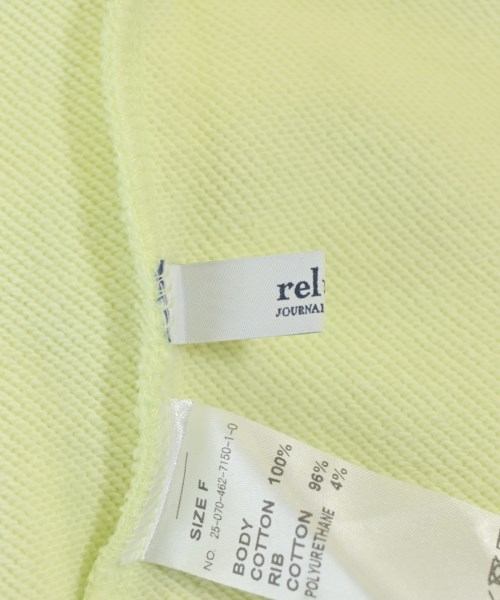 rel
JOURNAL
SIZE F
NO. 25-070-462-7150-1-0
BODY
COTTON 100%
RIB
COTTON 96%
POLYURETHANE 4%